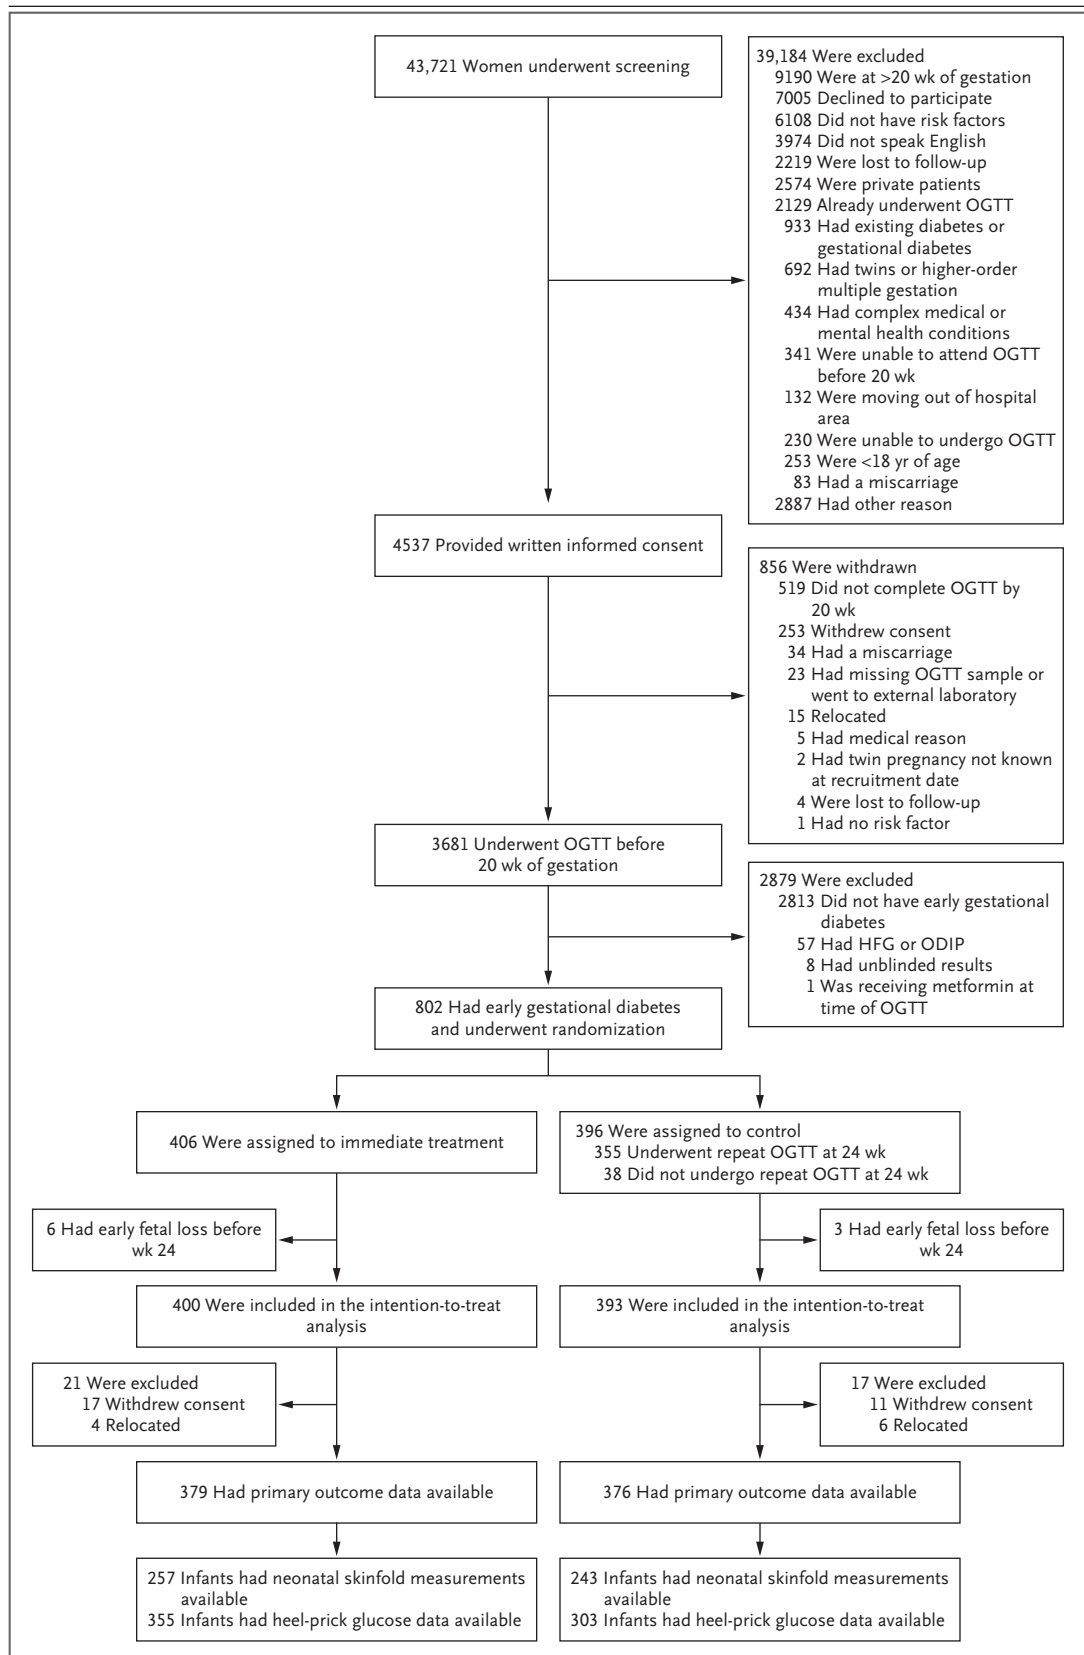 43,721 Women underwent screening
39,184 Were excluded
9190 Were at >20 wk of gestation
7005 Declined to participate
6108 Did not have risk factors
3974 Did not speak English
2219 Were lost to follow-up
2574 Were private patients
2129 Already underwent OGTT
933 Had existing diabetes or
gestational diabetes
692 Had twins or higher-order
multiple gestation
434 Had complex medical or
mental health conditions
341 Were unable to attend OGTT
before 20 wk
132 Were moving out of hospital
area
230 Were unable to undergo OGTT
253 Were <18 yr of age
83 Had a miscarriage
2887 Had other reason
4537 Provided written informed consent
856 Were withdrawn
519 Did not complete OGTT by
20 wk
253 Withdrew consent
34 Had a miscarriage
23 Had missing OGTT sample or
went to external laboratory
15 Relocated
5 Had medical reason
2 Had twin pregnancy not known
at recruitment date
4 Were lost to follow-up
1 Had no risk factor
3681 Underwent OGTT before
20 wk of gestation
2879 Were excluded
2813 Did not have early gestational
diabetes
57 Had HFG or ODIP
8 Had unblinded results
1 Was receiving metformin at
time of OGTT
802 Had early gestational diabetes
and underwent randomization
406 Were assigned to immediate treatment
396 Were assigned to control
355 Underwent repeat OGTT at 24 wk
38 Did not undergo repeat OGTT at 24 wk
6 Had early fetal loss before
wk 24
3 Had early fetal loss before
wk 24
400 Were included in the intention-to-treat
analysis
393 Were included in the intention-to-treat
analysis
21 Were excluded
17 Withdrew consent
4 Relocated
17 Were excluded
11 Withdrew consent
6 Relocated
379 Had primary outcome data available
376 Had primary outcome data available
257 Infants had neonatal skinfold measurements
available
355 Infants had heel-prick glucose data available
243 Infants had neonatal skinfold measurements
available
303 Infants had heel-prick glucose data available